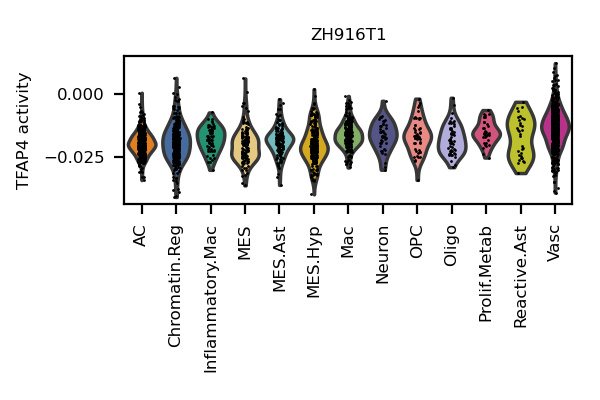 ZH916T1
TFAP4 activity
0.000
−0.025
AC
Chromatin.Reg
Inflammatory.Mac
MES
MES.Ast
MES.Hyp
Mac
Neuron
OPC
Oligo
Prolif.Metab
Reactive.Ast
Vasc